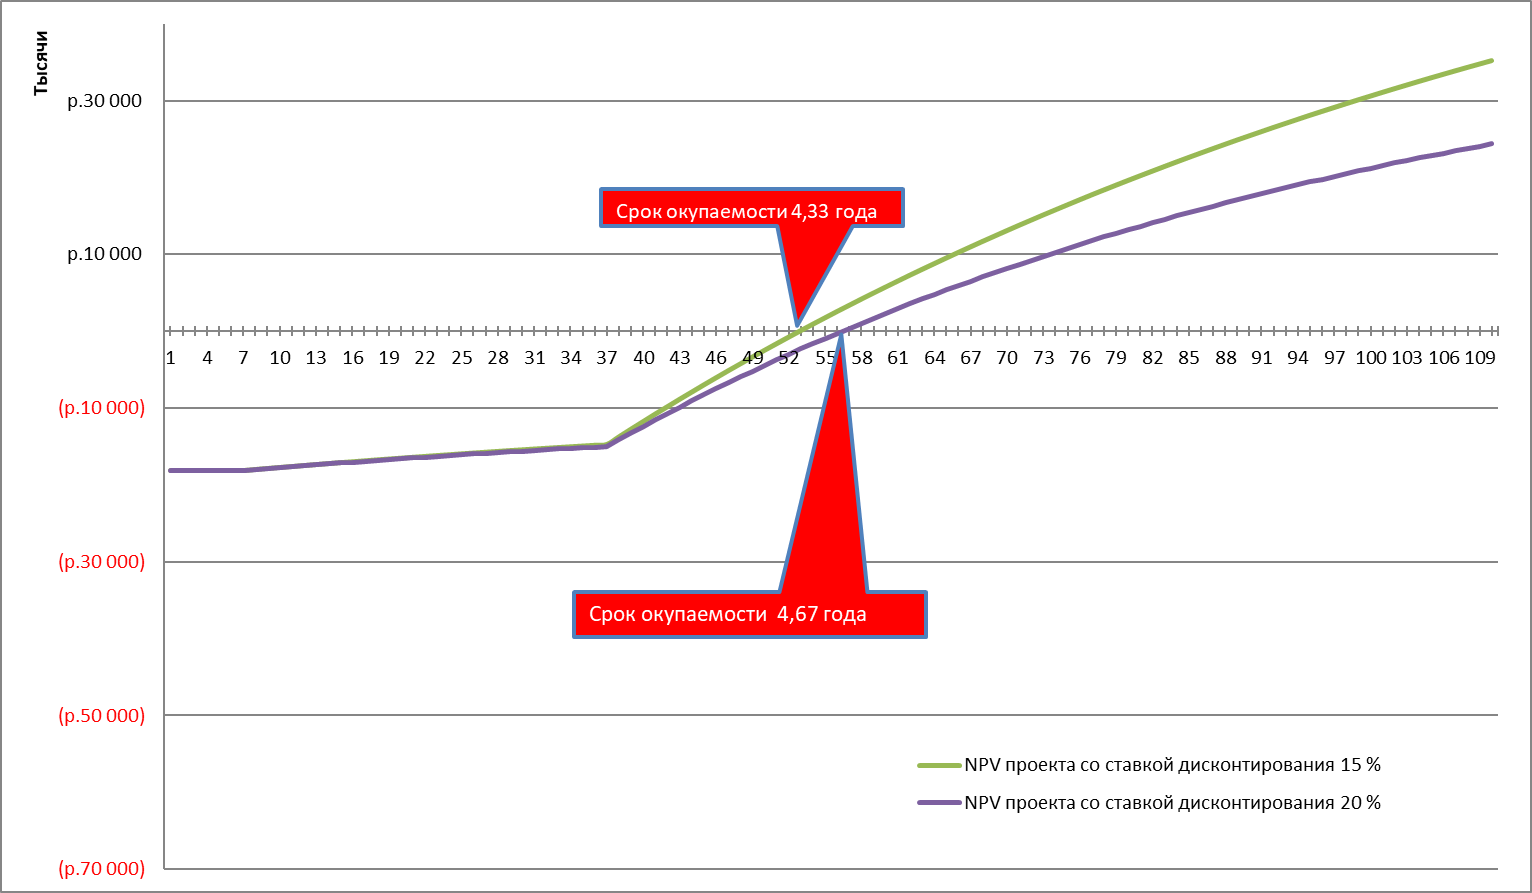 Тысячи
р.30 000
Срок окупаемости 4,33 года
р.10 000
1 4 7 10 13 16 19 22 25 28 31 34 37 40 43 46 49 52 55 58 61 64 67 70 73 76 79 82 85 88 91 94 97 100 103 106 109
(р.10 000)
(р.30 000)
Срок окупаемости 4,67 года
(р.50 000)
NPV проекта со ставкой дисконтирования 15 %
NPV проекта со ставкой дисконтирования 20 %
(р.70 000)